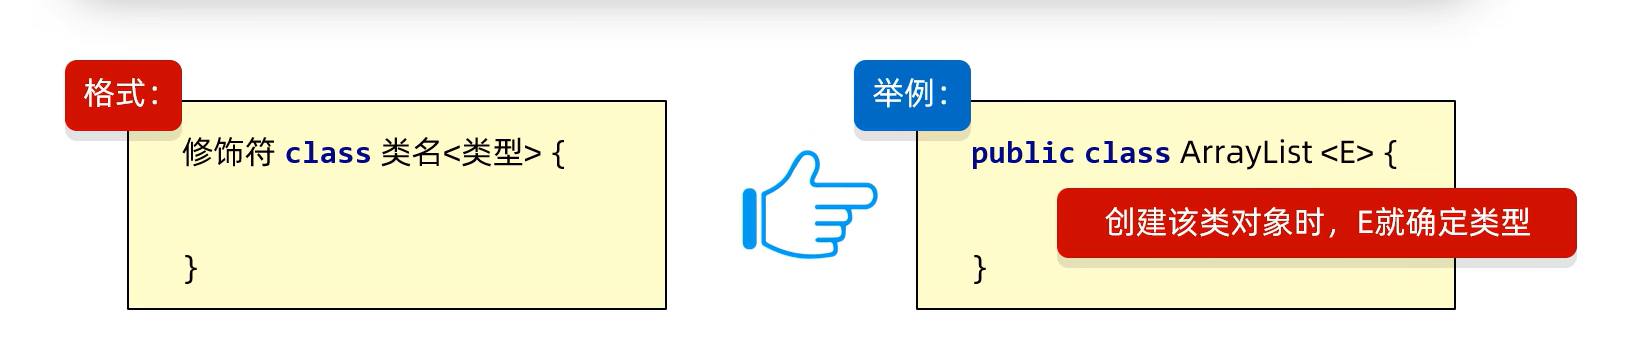 格式：
修饰符 class 类名<类型> {
}
举例：
public class ArrayList <E> {
创建该类对象时，E就确定类型
}